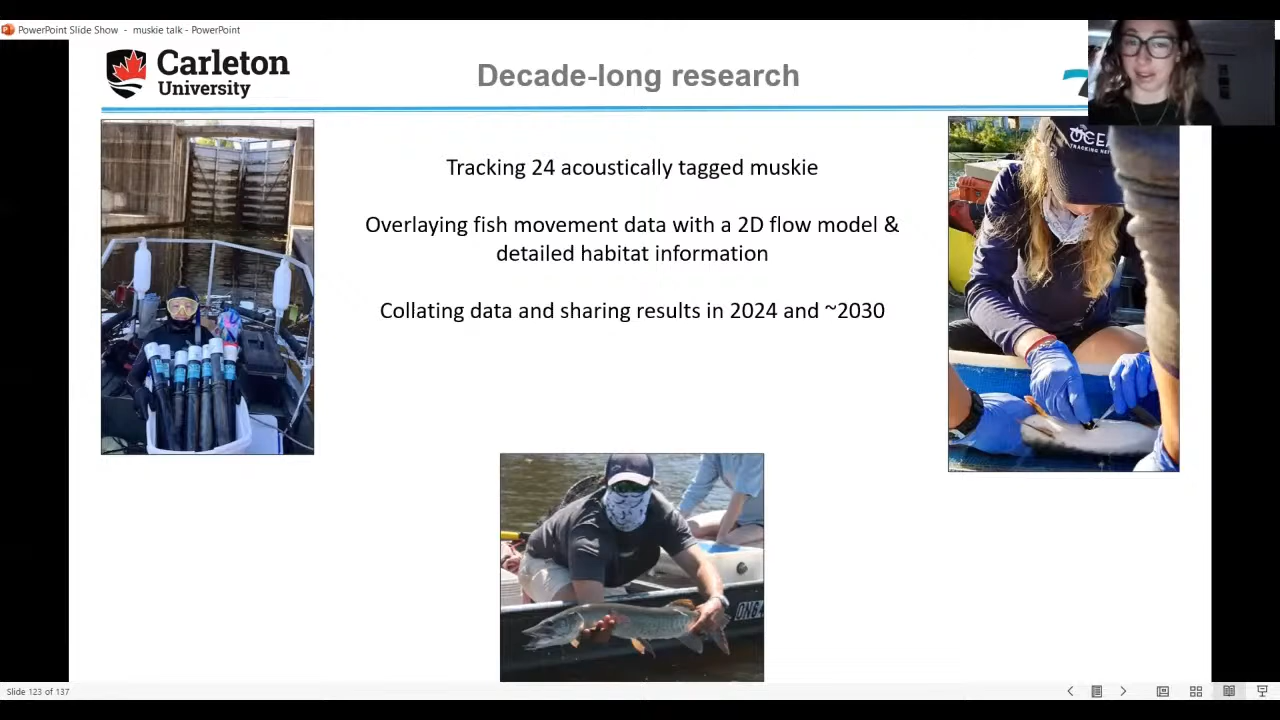 PowerPoint Slide Show - muskie talk - PowerPoint
Carleton
University
Decade-long research
OCEA
TRACKING NE
Tracking 24 acoustically tagged muskie
Overlaying fish movement data with a 2D flow model &
detailed habitat information
Collating data and sharing results in 2024 and ~2030
Slide 123 of 137